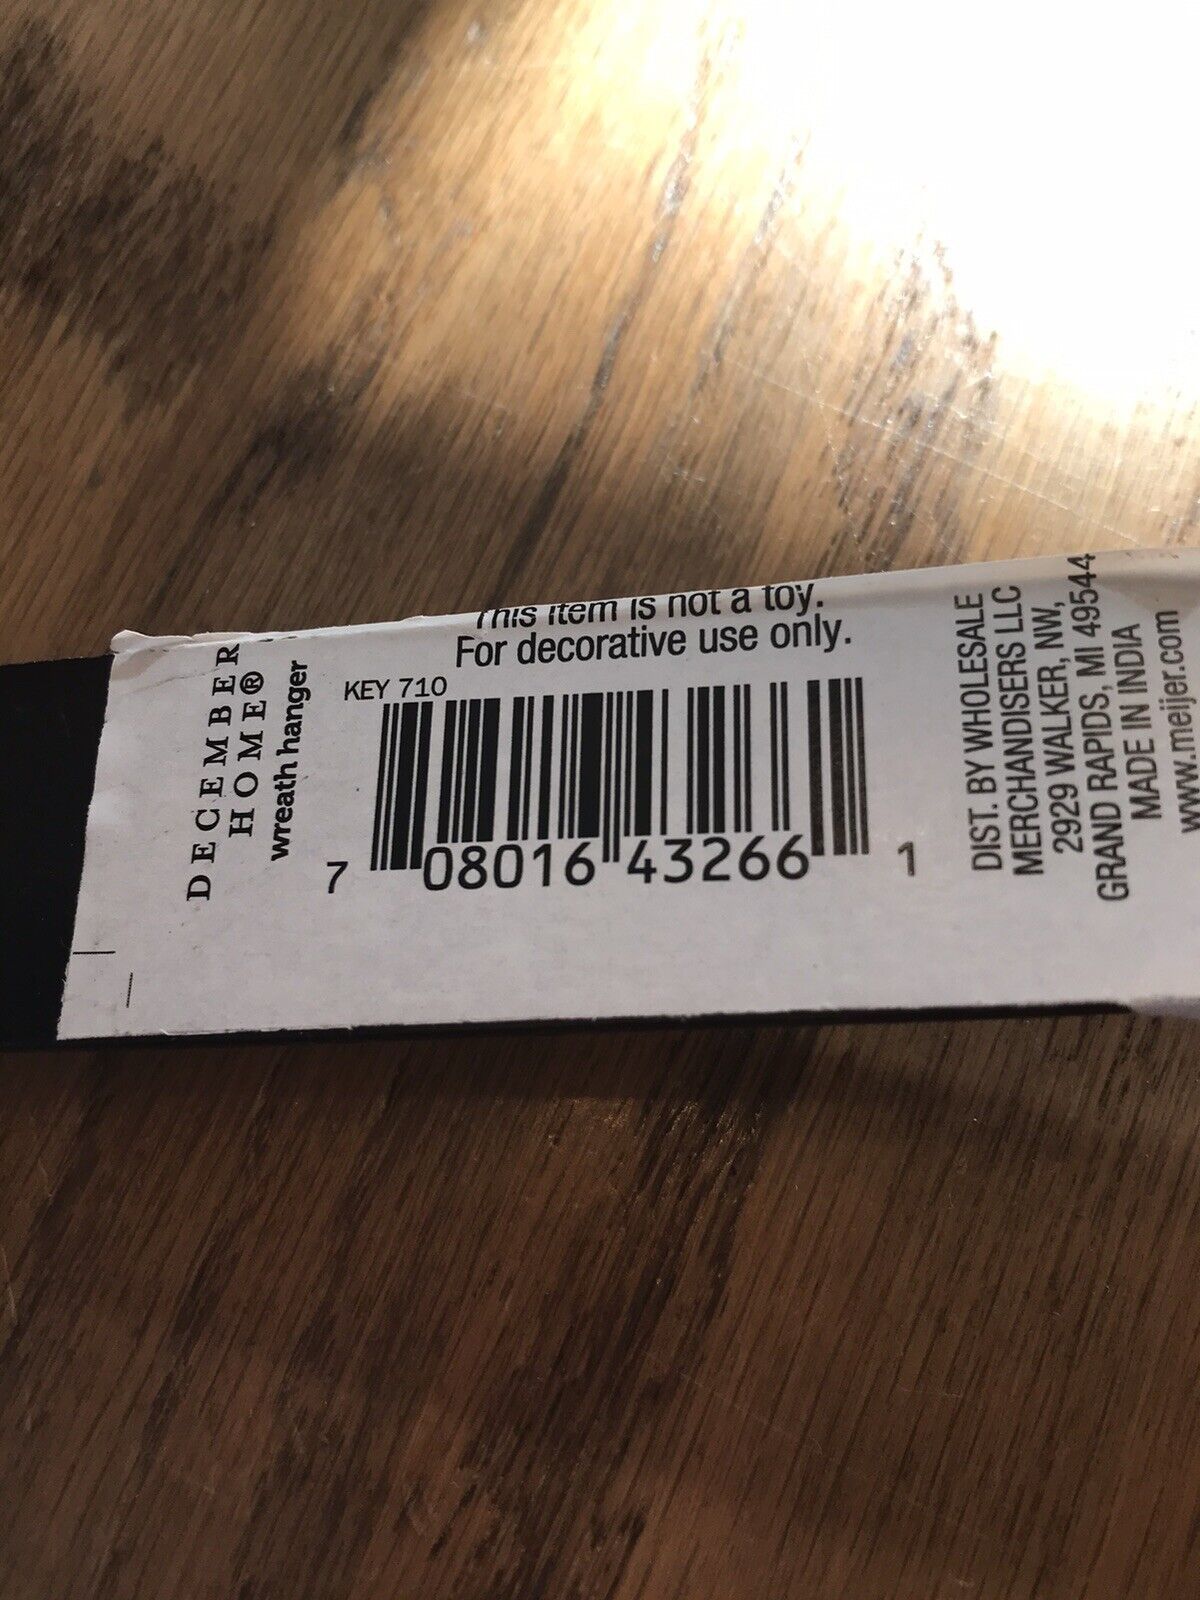 DECEMBER
HOME®
wreath hanger
This item is not a toy.
For decorative use only.
KEY 710
7 08016 43266 1
DIST. BY WHOLESALE
MERCHANDISERS LLC
2929 WALKER, NW,
GRAND RAPIDS, MI 49544
MADE IN INDIA
www.meijer.com